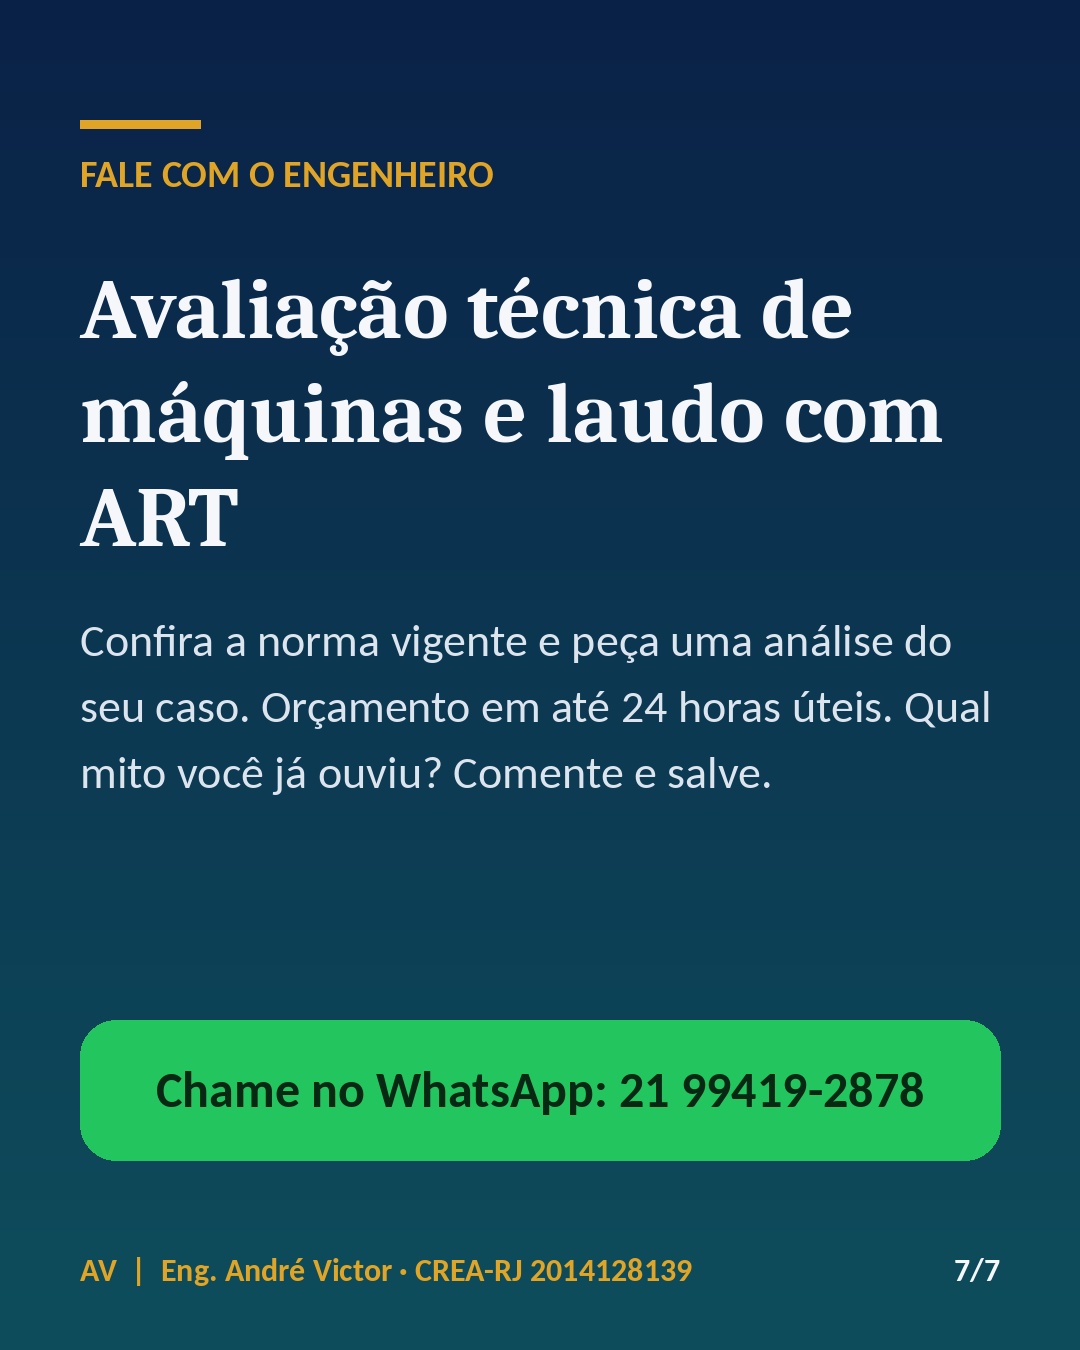 FALE COM O ENGENHEIRO
Avaliação técnica de
máquinas e laudo com
ART
Confira a norma vigente e peça uma análise do
seu caso. Orçamento em até 24 horas úteis. Qual
mito você já ouviu? Comente e salve.
Chame no WhatsApp: 21 99419-2878
AV | Eng. André Victor · CREA-RJ 2014128139
7/7